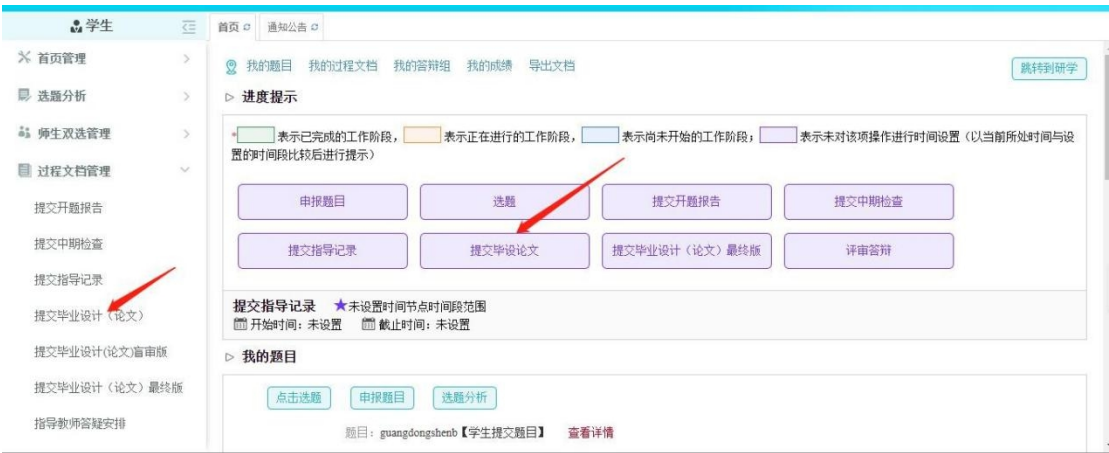 学生
首页
通知公告
首页管理
选题分析
师生双选管理
过程文档管理
提交开题报告
提交中期检查
提交指导记录
提交毕业设计(论文)
提交毕业设计(论文)盲审版
提交毕业设计(论文)最终版
指导教师答疑安排
我的题目 我的过程文档 我的答辩组 我的成绩 导出文档
跳转到研学
进度提示
*表示已完成的工作阶段, 表示正在进行的工作阶段, 表示尚未开始的工作阶段; 表示未对该项操作进行时间设置(以当前所处时间与设
置的时间段比较后进行提示)
申报题目 选题 提交开题报告 提交中期检查
提交指导记录 提交毕设论文 提交毕业设计(论文)最终版 评审答辩
提交指导记录 ★未设置时间节点时间段范围
开始时间:未设置 截止时间:未设置
我的题目
点击选题 申报题目 选题分析
题目:guangdongshenb【学生提交题目】 查看详情